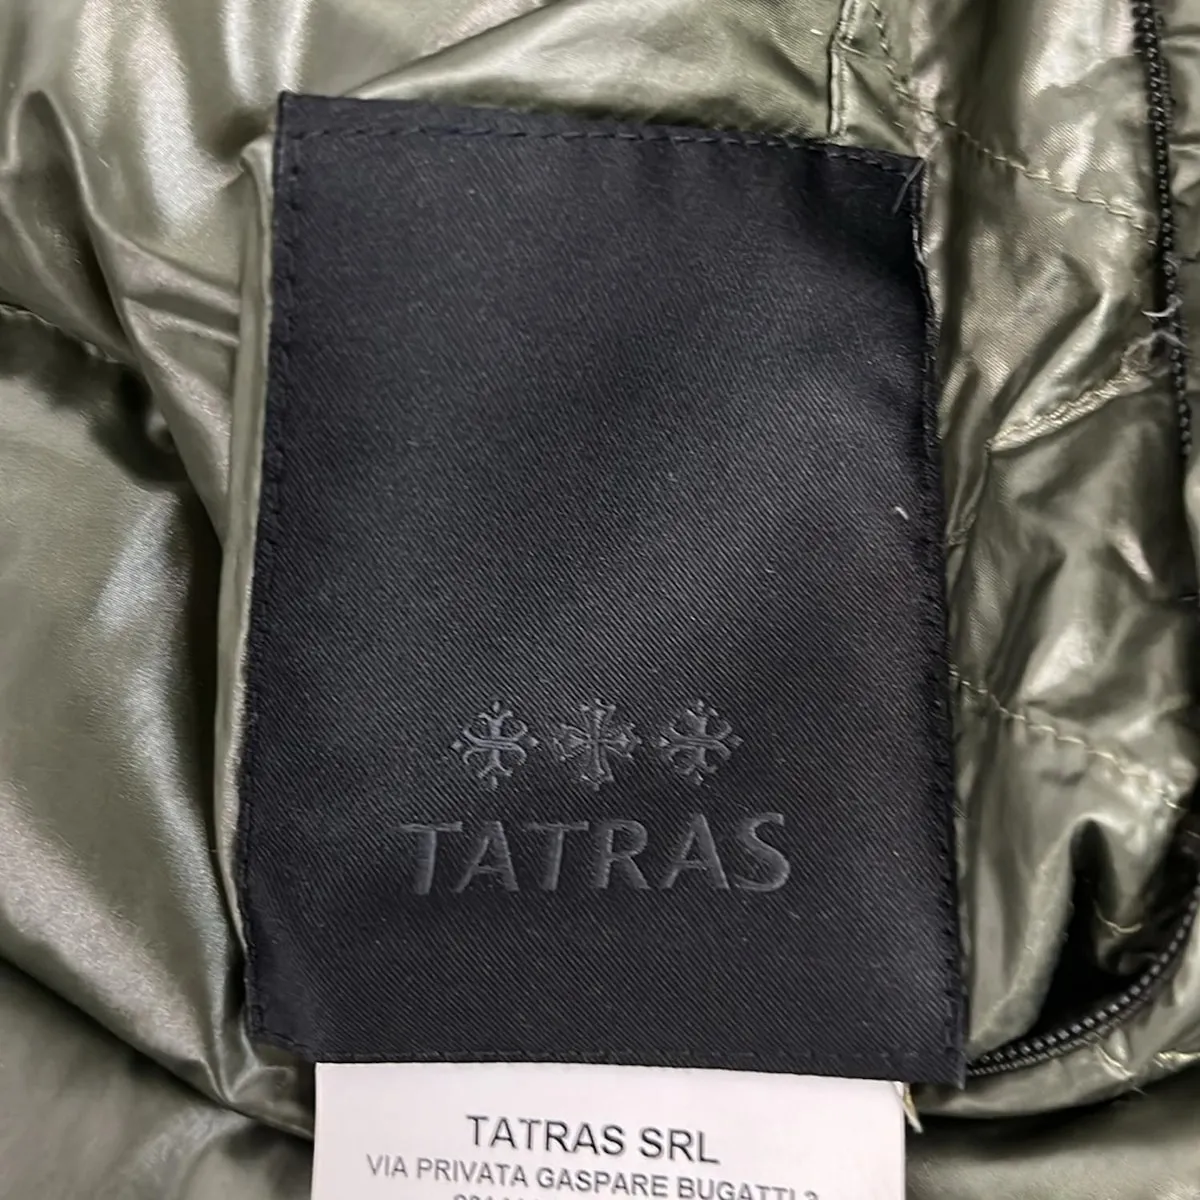 TATRAS
TATRAS SRL
VIA PRIVATA GASPARE BUGATTI